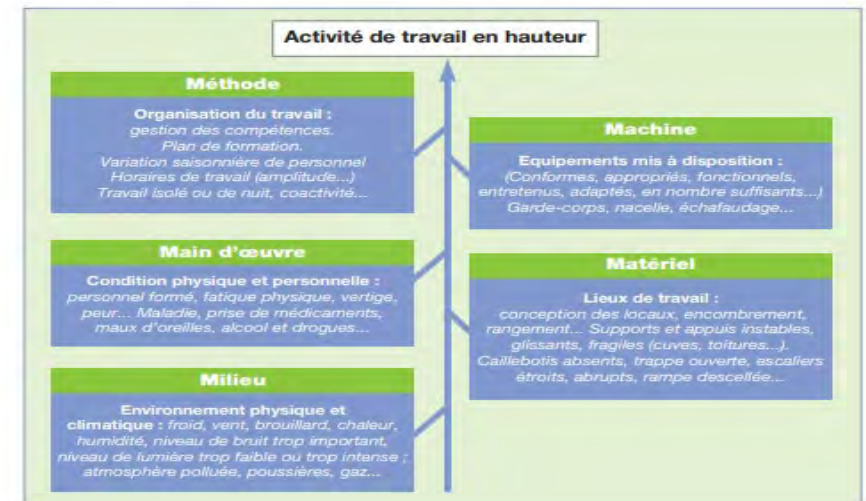 Activité de travail en hauteur
Méthode
Organisation du travail :
gestion des compétences.
Plan de formation.
Variation saisonnière de personnel
Horaires de travail (amplitude...)
Travail isolé ou de nuit, coactivité...
Machine
Equipements mis à disposition :
(Conformes, appropriés, fonctionnels,
entretenus, adaptés, en nombre suffisants...)
Garde-corps, nacelle, échafaudage...
Main d'œuvre
Condition physique et personnelle :
personnel formé, fatique physique, vertige,
peur... Maladie, prise de médicaments,
maux d'oreilles, alcool et drogues...
Matériel
Lieux de travail :
conception des locaux, encombrement,
rangement... Supports et appuis instables,
glissants, fragiles (cuves, toitures...).
Caillebotis absents, trappe ouverte, escaliers
étroits, abrupts, rampe descellée...
Milieu
Environnement physique et
climatique : froid, vent, brouillard, chaleur,
humidité, niveau de bruit trop important,
niveau de lumière trop faible ou trop intense ;
atmosphère polluée, poussières, gaz...